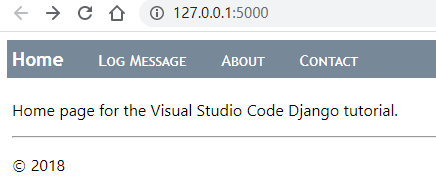 127.0.0.1:5000
Home Log Message About Contact
Home page for the Visual Studio Code Django tutorial.
© 2018